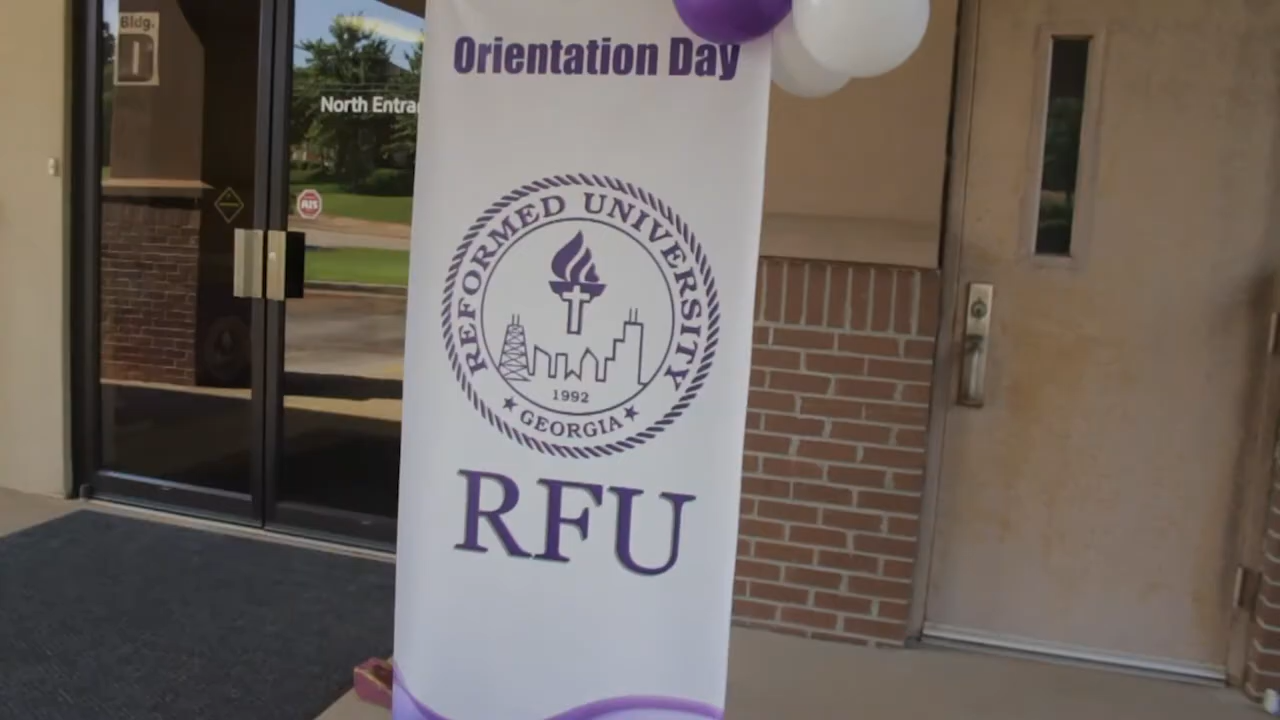 Bldg.
D
North Entra
Orientation Day
REFORMED UNIVERSITY
1992
GEORGIA
RFU